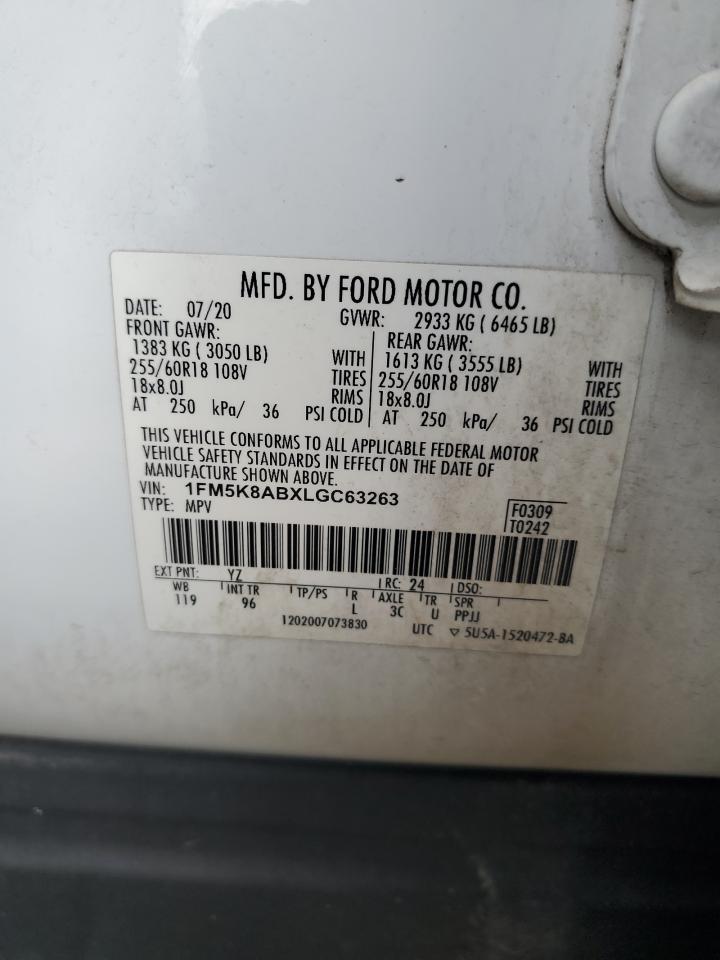 MFD. BY FORD MOTOR CO.
DATE: 07/20 GVWR: 2933 KG ( 6465 LB)
FRONT GAWR: REAR GAWR:
1383 KG ( 3050 LB) WITH 1613 KG ( 3555 LB) WITH
255/60R18 108V TIRES 255/60R18 108V TIRES
18x8.0J RIMS 18x8.0J RIMS
AT 250 kPa/ 36 PSI COLD AT 250 kPa/ 36 PSI COLD
THIS VEHICLE CONFORMS TO ALL APPLICABLE FEDERAL MOTOR
VEHICLE SAFETY STANDARDS IN EFFECT ON THE DATE OF
MANUFACTURE SHOWN ABOVE.
VIN: 1FM5K8ABXLGC63263 F0309
TYPE: MPV T0242
EXT PNT: YZ RC: 24 DSO:
WB INT TR TP/PS R AXLE TR SPR
119 96 L 3C U PPJJ
1202007073830 UTC ▽ 5U5A-1520472-BA